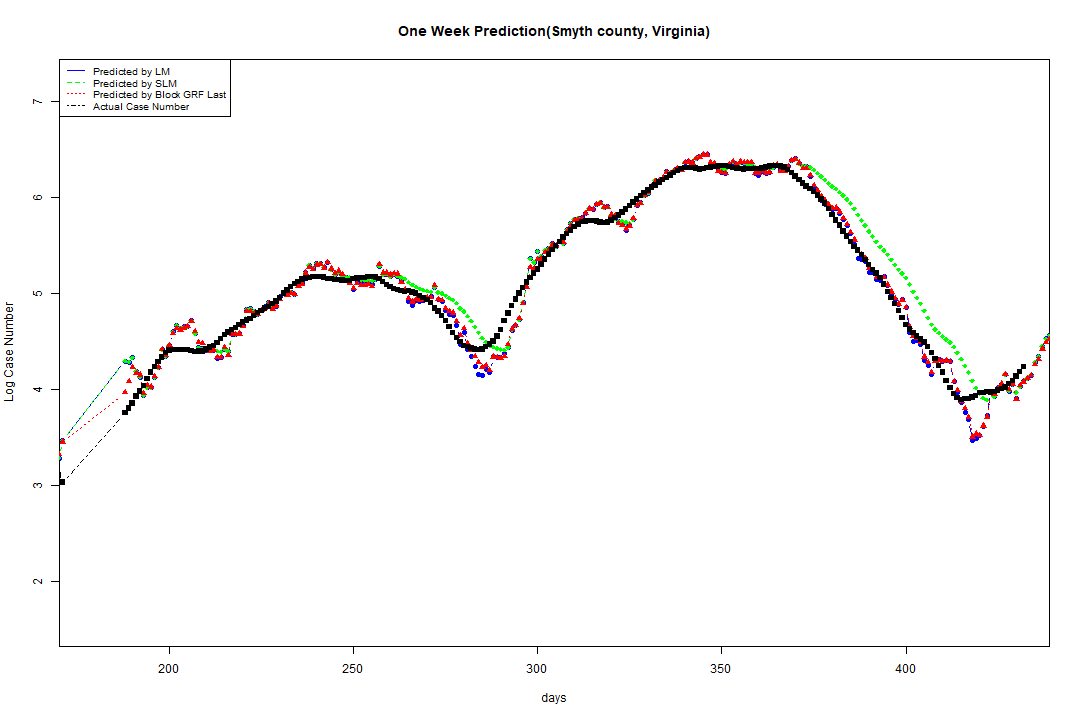 One Week Prediction(Smyth county, Virginia)
Predicted by LM
Predicted by SLM
Predicted by Block GRF Last
Actual Case Number
7
6
5
4
3
2
Log Case Number
200 250 300 350 400
days